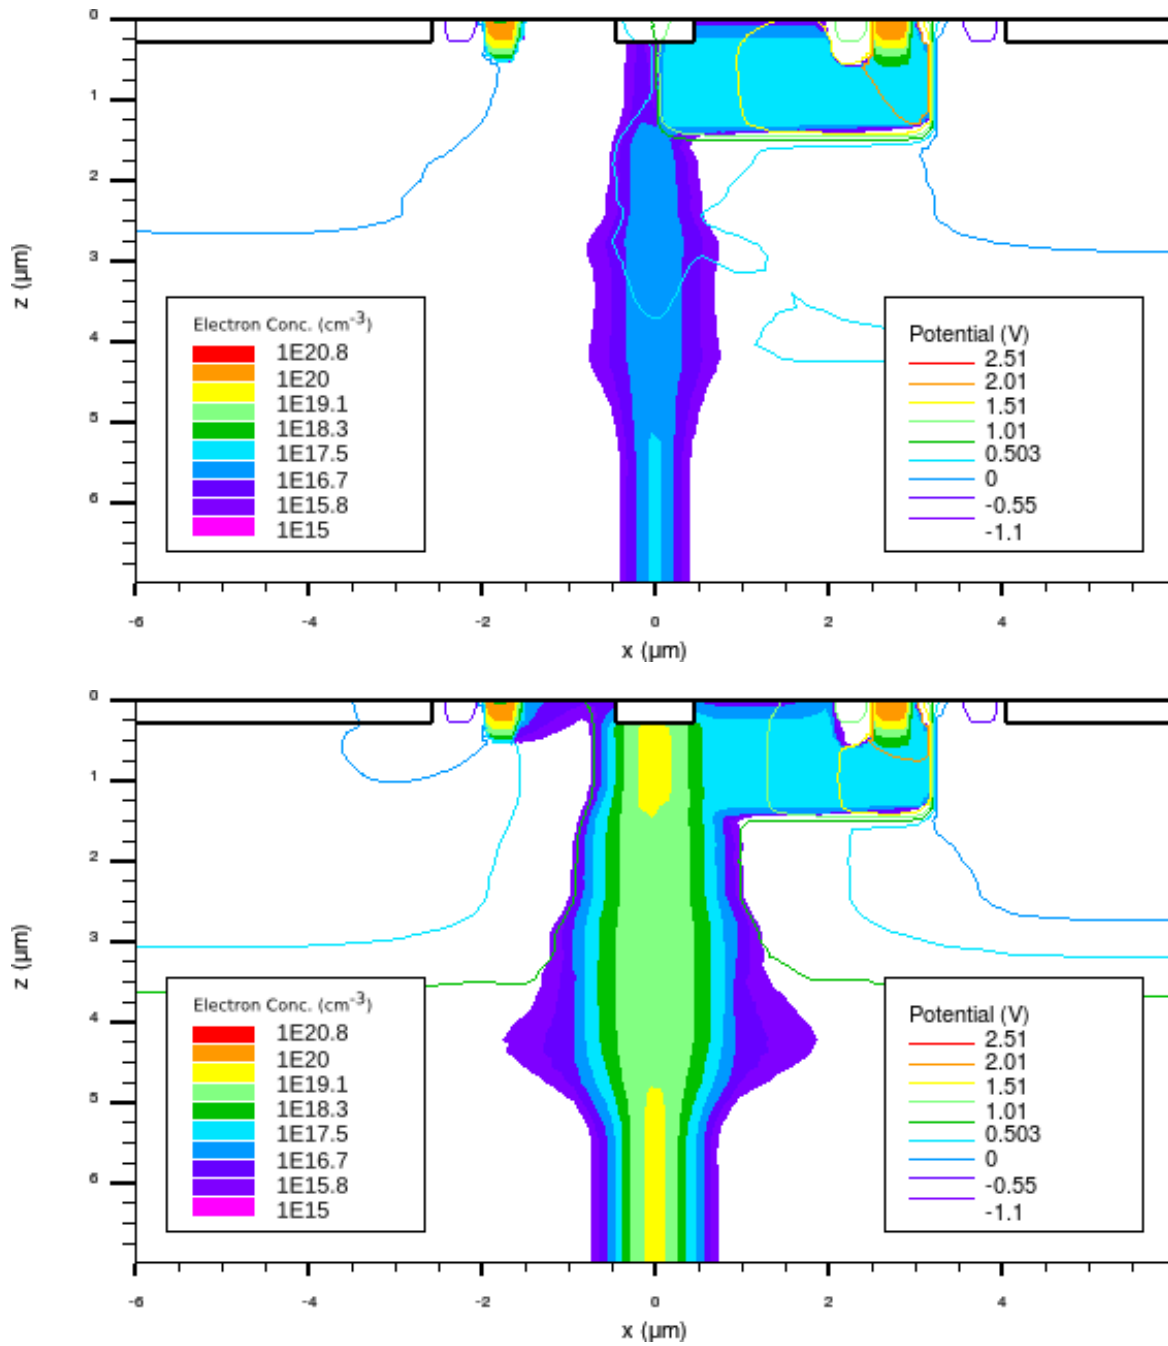 0
1
2
3
4
5
6
z (µm)
Electron Conc. (cm⁻³)
1E20.8
1E20
1E19.1
1E18.3
1E17.5
1E16.7
1E15.8
1E15
Potential (V)
2.51
2.01
1.51
1.01
0.503
0
-0.55
-1.1
-6 -4 -2 0 2 4
x (µm)
0
1
2
3
4
5
6
z (µm)
Electron Conc. (cm⁻³)
1E20.8
1E20
1E19.1
1E18.3
1E17.5
1E16.7
1E15.8
1E15
Potential (V)
2.51
2.01
1.51
1.01
0.503
0
-0.55
-1.1
-6 -4 -2 0 2 4
x (µm)